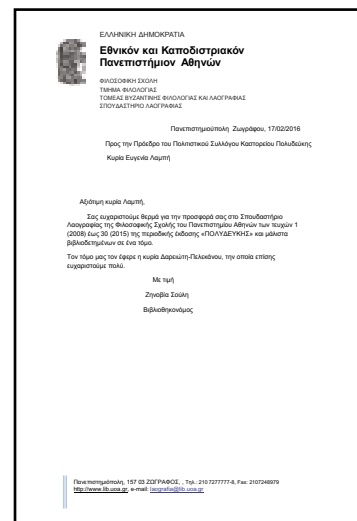 ΕΛΛΗΝΙΚΗ ΔΗΜΟΚΡΑΤΙΑ
Εθνικόν και Καποδιστριακόν
Πανεπιστήμιον Αθηνών
ΦΙΛΟΣΟΦΙΚΗ ΣΧΟΛΗ
ΤΜΗΜΑ ΦΙΛΟΛΟΓΙΑΣ
ΤΟΜΕΑΣ ΒΥΖΑΝΤΙΝΗΣ ΦΙΛΟΛΟΓΙΑΣ ΚΑΙ ΛΑΟΓΡΑΦΙΑΣ
ΣΠΟΥΔΑΣΤΗΡΙΟ ΛΑΟΓΡΑΦΙΑΣ
Πανεπιστημιούπολη Ζωγράφου, 17/02/2016
Προς την Πρόεδρο του Πολιτιστικού Συλλόγου Καστορείου Πολυδεύκης
Κυρία Ευγενία Λαμπή
Αξιότιμη κυρία Λαμπή,
Σας ευχαριστούμε θερμά για την προσφορά σας στο Σπουδαστήριο
Λαογραφίας της Φιλοσοφικής Σχολής του Πανεπιστημίου Αθηνών των τευχών 1
(2008) έως 30 (2015) της περιοδικής έκδοσης «ΠΟΛΥΔΕΥΚΗΣ» και μάλιστα
βιβλιοδετημένων σε ένα τόμο.
Τον τόμο μας τον έφερε η κυρία Δαρειώτη-Πελεκάνου, την οποία επίσης
ευχαριστούμε πολύ.
Με τιμή
Ζηνοβία Σούλη
Βιβλιοθηκονόμος
Πανεπιστημιόπολη, 157 03 ΖΩΓΡΑΦΟΣ, , Τηλ.: 210 7277777-8, Fax: 2107248979
http://www.lib.uoa.gr, e-mail: laografia@lib.uoa.gr